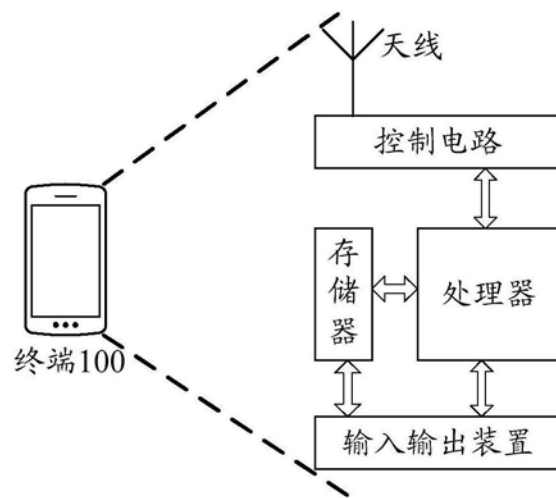 天线
控制电路
存储器
处理器
终端100
输入输出装置